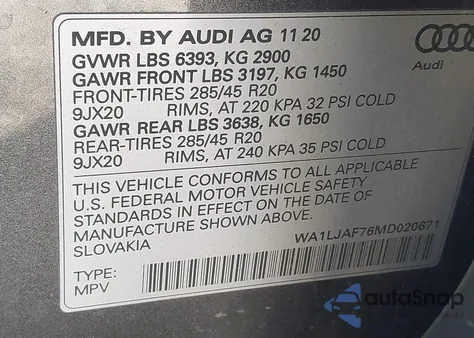 MFD. BY AUDI AG 11 20
GVWR LBS 6393, KG 2900
GAWR FRONT LBS 3197, KG 1450
FRONT-TIRES 285/45 R20
9JX20 RIMS, AT 220 KPA 32 PSI COLD
GAWR REAR LBS 3638, KG 1650
REAR-TIRES 285/45 R20
9JX20 RIMS, AT 240 KPA 35 PSI COLD
Audi
THIS VEHICLE CONFORMS TO ALL APPLICABLE
U.S. FEDERAL MOTOR VEHICLE SAFETY
STANDARDS IN EFFECT ON THE DATE OF
MANUFACTURE SHOWN ABOVE.
SLOVAKIA
WA1LJAF76MD020671
TYPE:
MPV
autoSnap